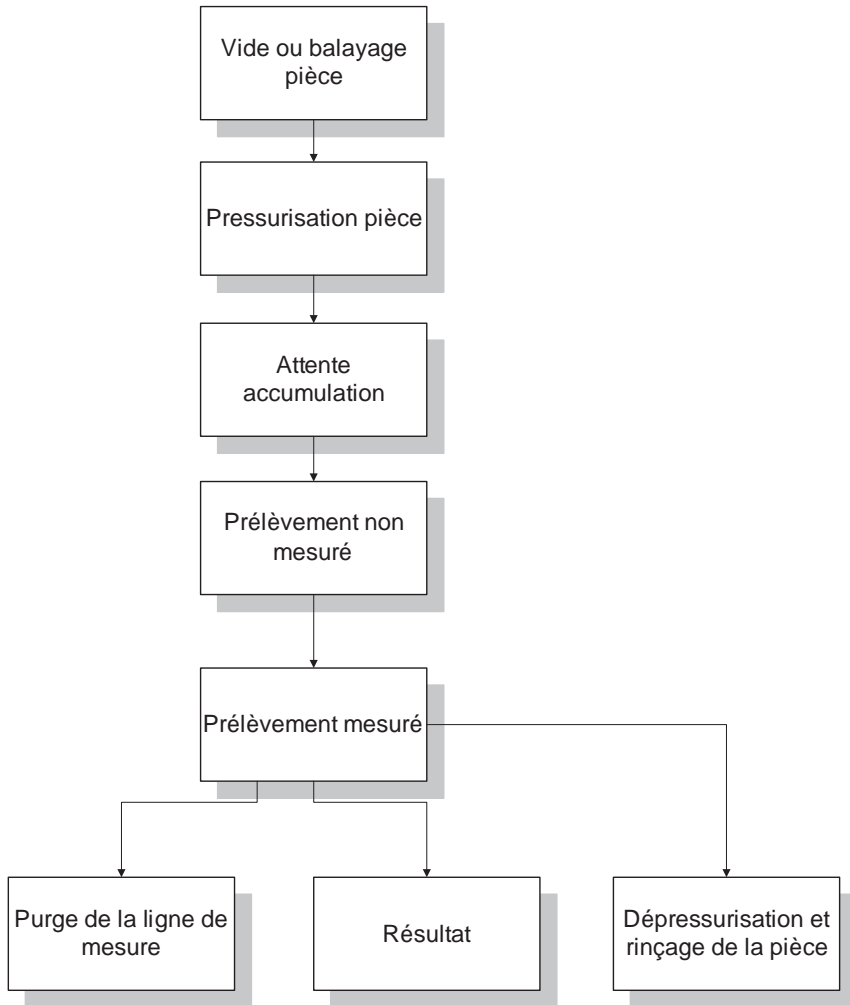 Vide ou balayage
pièce
Pressurisation pièce
Attente
accumulation
Prélèvement non
mesuré
Prélèvement mesuré
Purge de la ligne de
mesure
Résultat
Dépressurisation et
rinçage de la pièce